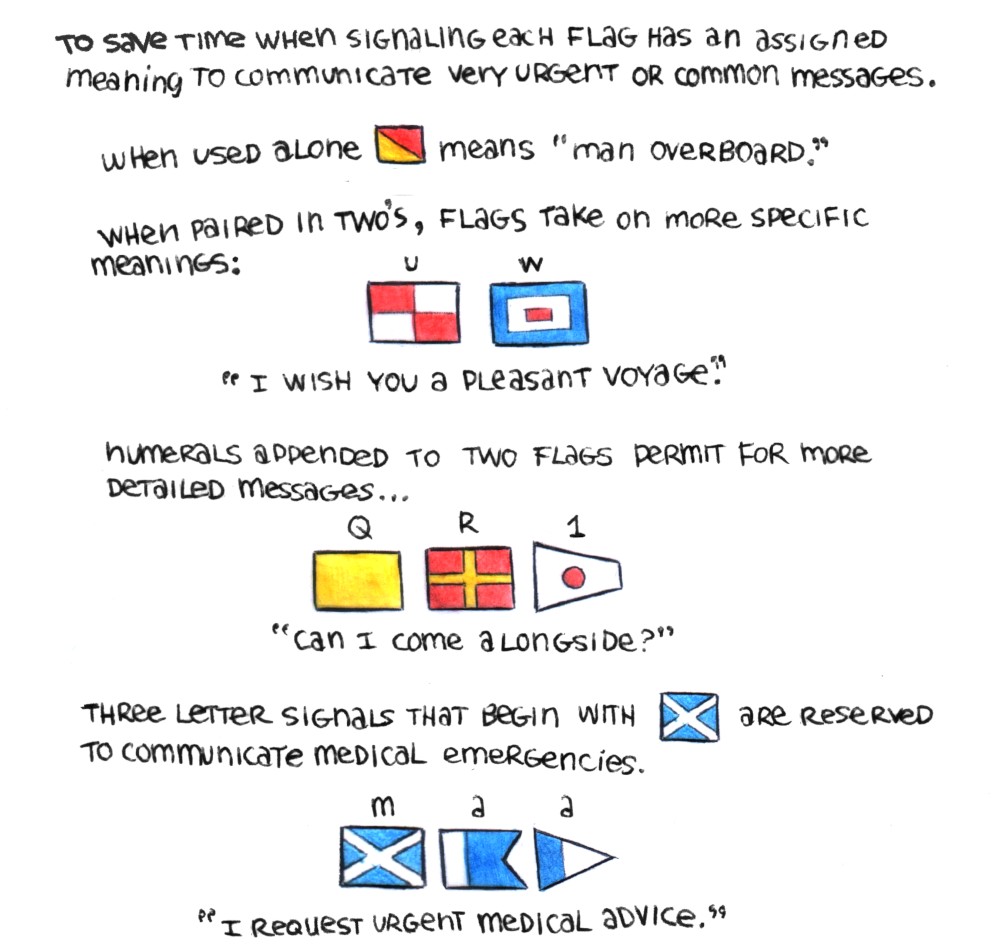 TO SAVE TIME WHEN SIGNALING EACH FLAG HAS AN ASSIGNED
MEANING TO COMMUNICATE VERY URGENT OR COMMON MESSAGES.
WHEN USED ALONE MEANS "MAN OVERBOARD."
WHEN PAIRED IN TWO'S, FLAGS TAKE ON MORE SPECIFIC
MEANINGS:
U W
"I WISH YOU A PLEASANT VOYAGE."
NUMERALS APPENDED TO TWO FLAGS PERMIT FOR MORE
DETAILED MESSAGES...
Q R 1
"CAN I COME ALONGSIDE?"
THREE LETTER SIGNALS THAT BEGIN WITH ARE RESERVED
TO COMMUNICATE MEDICAL EMERGENCIES.
M A A
"I REQUEST URGENT MEDICAL ADVICE."